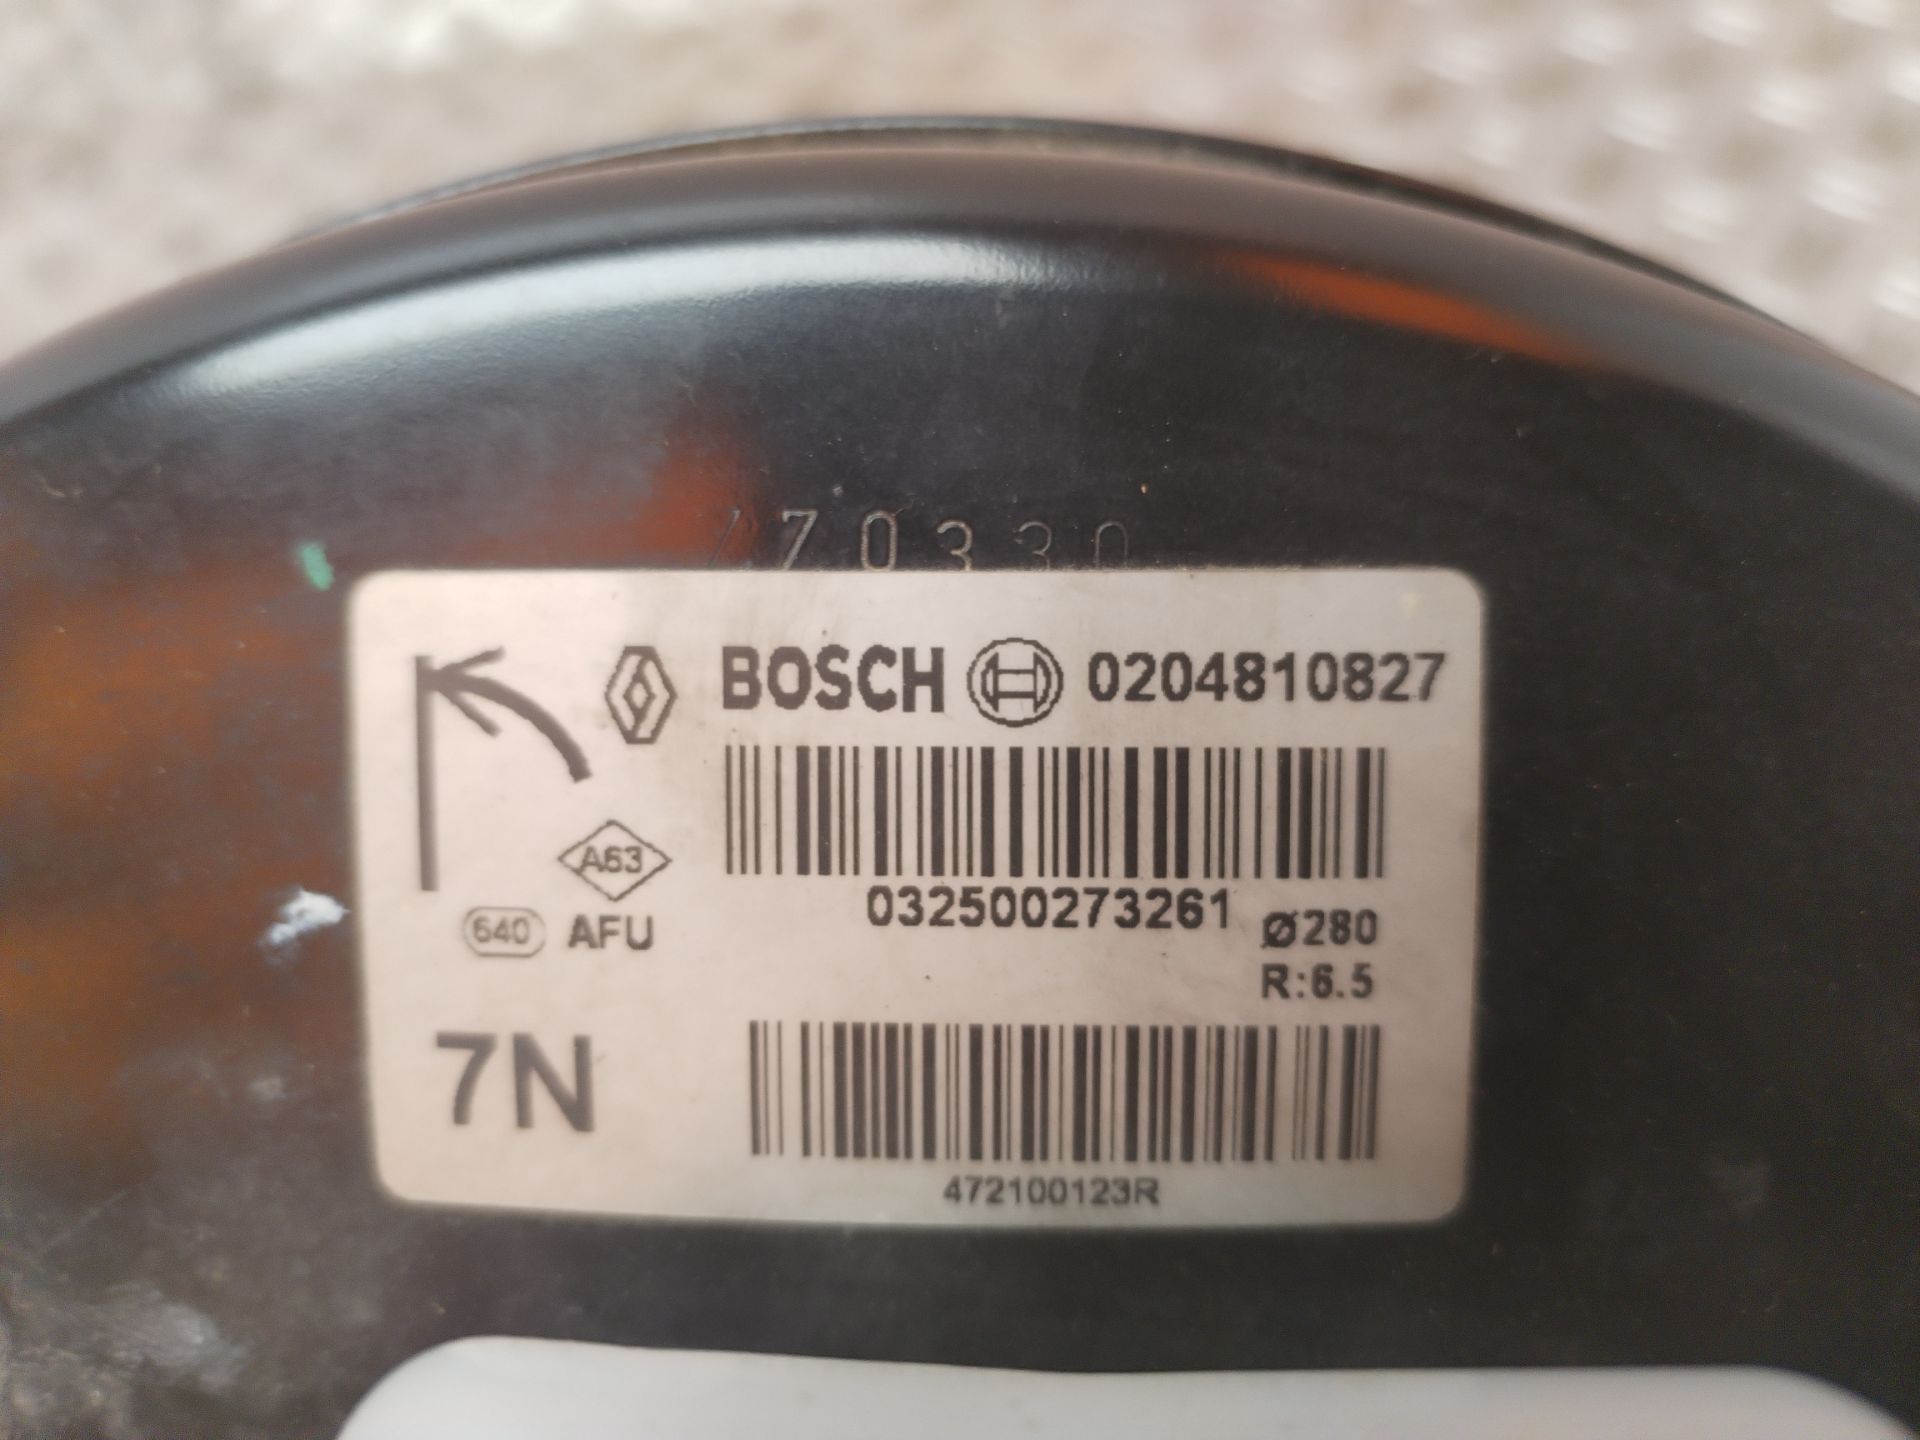 470330
BOSCH 0204810827
A63
032500273261
640 AFU
Ø280
R:6.5
7N
472100123R